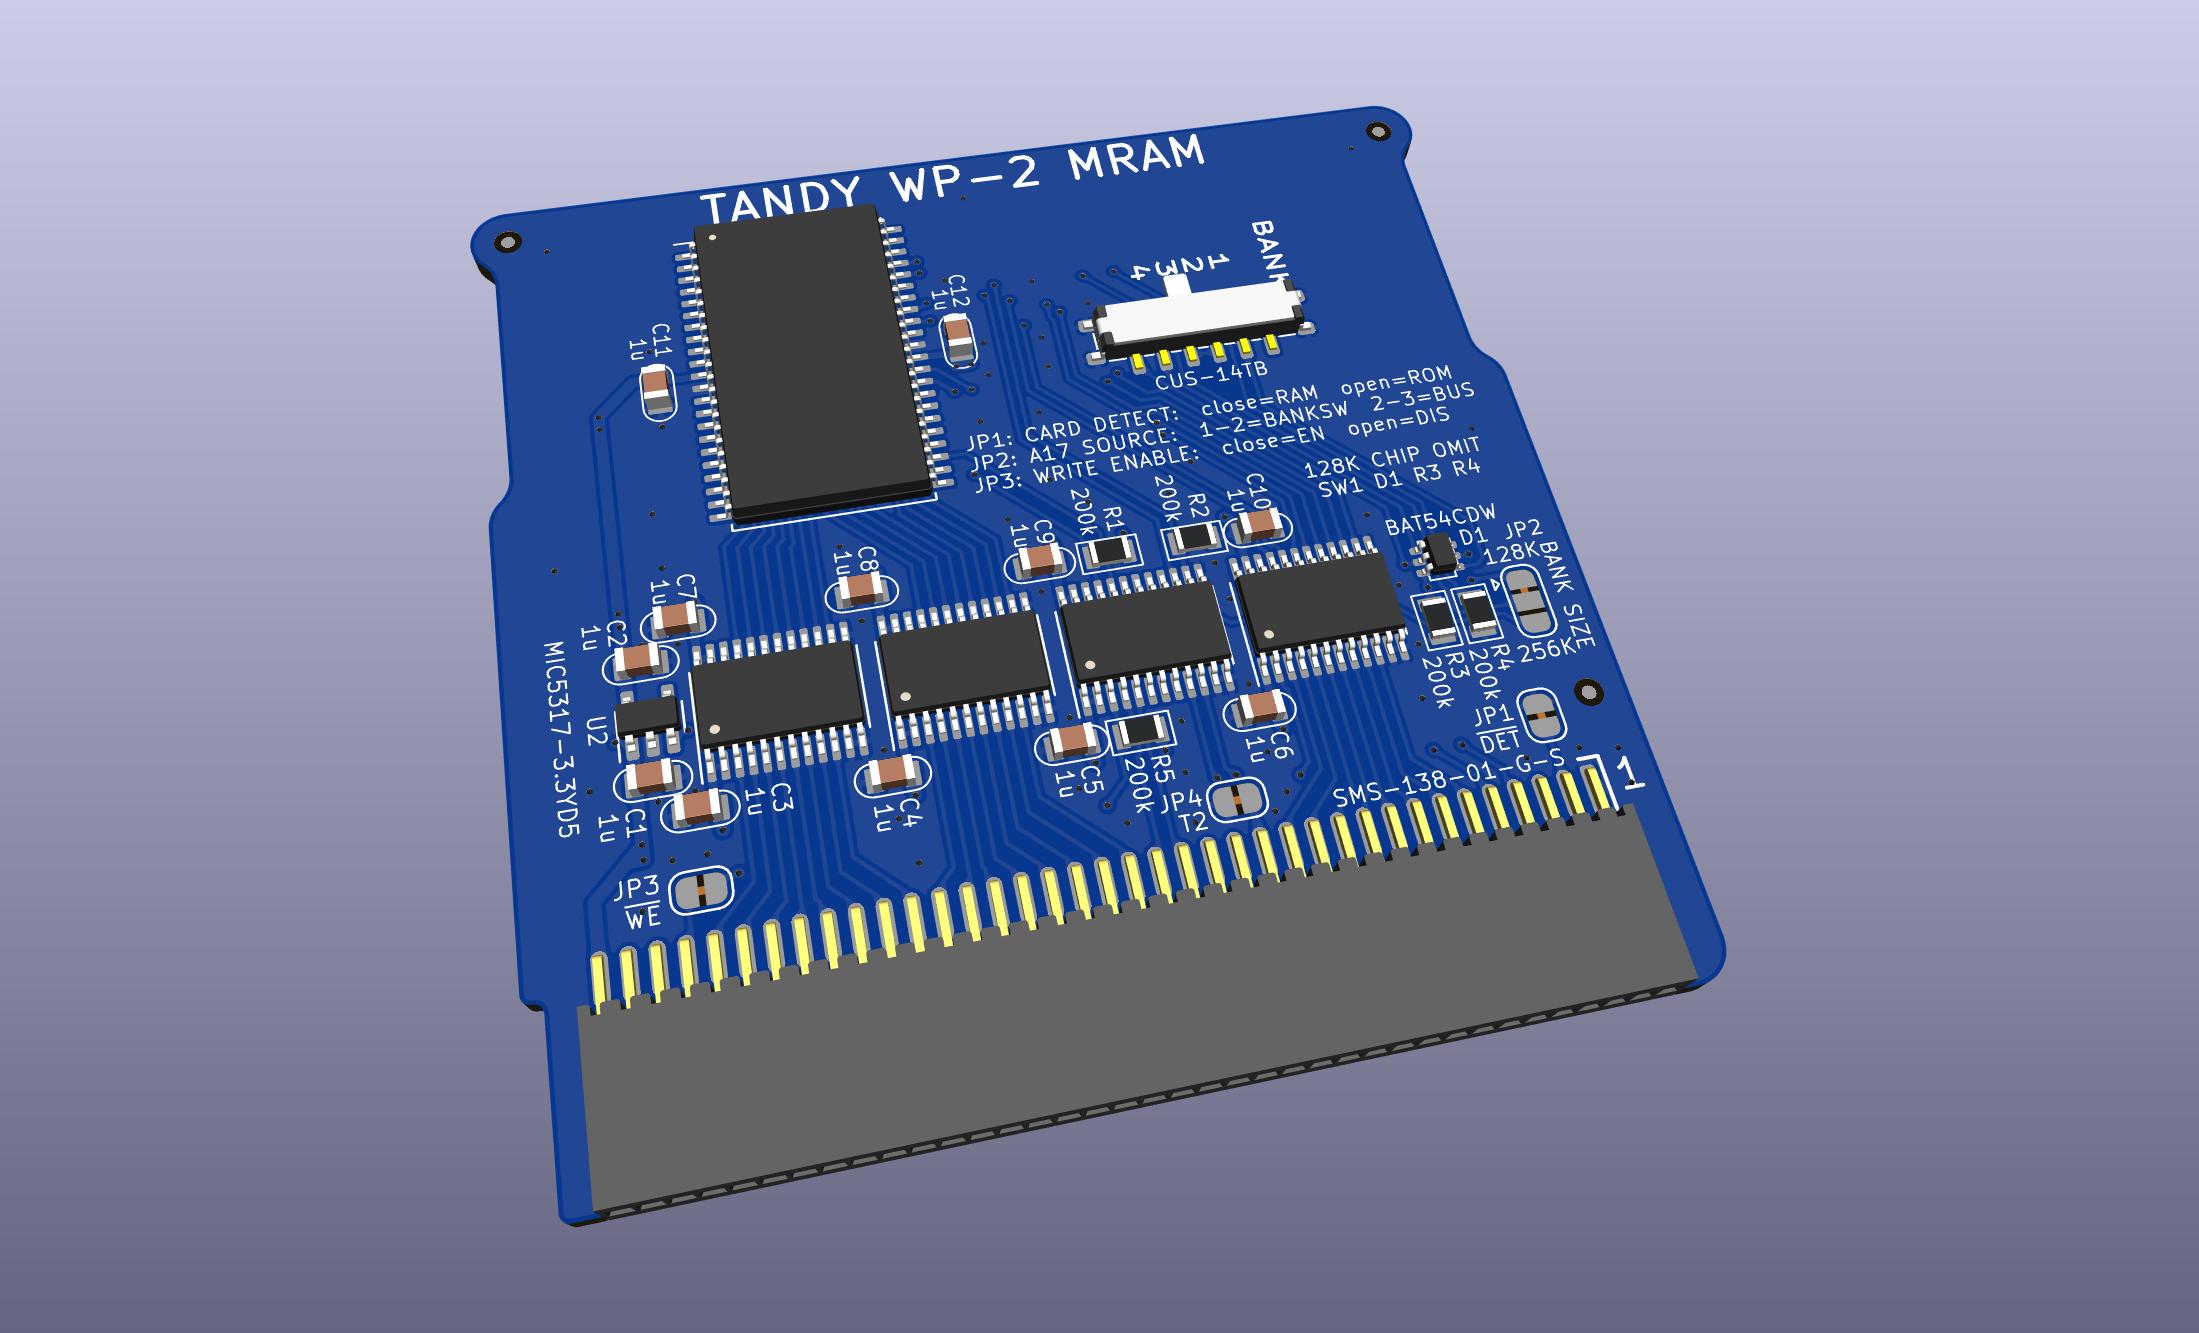 TANDY WP-2 MRAM
BANK
4 3 2 1
C12
1u
C11
1u
CUS-14TB
JP1: CARD DETECT: close=RAM open=ROM
JP2: A17 SOURCE: 1-2=BANKSW 2-3=BUS
JP3: WRITE ENABLE: close=EN open=DIS
128K CHIP OMIT
SW1 D1 R3 R4
C10
1u
R2
200k
R1
200k
C9
1u
C8
1u
C7
1u
C2
1u
BAT54CDW
D1
JP2
128K
BANK SIZE
256K
R4
200k
R3
200k
MIC5317-3.3YD5
U2
C1
1u
C3
1u
C4
1u
C5
1u
R5
200k
C6
1u
JP1
DET
JP4
T2
SMS-138-01-G-S
1
JP3
WE